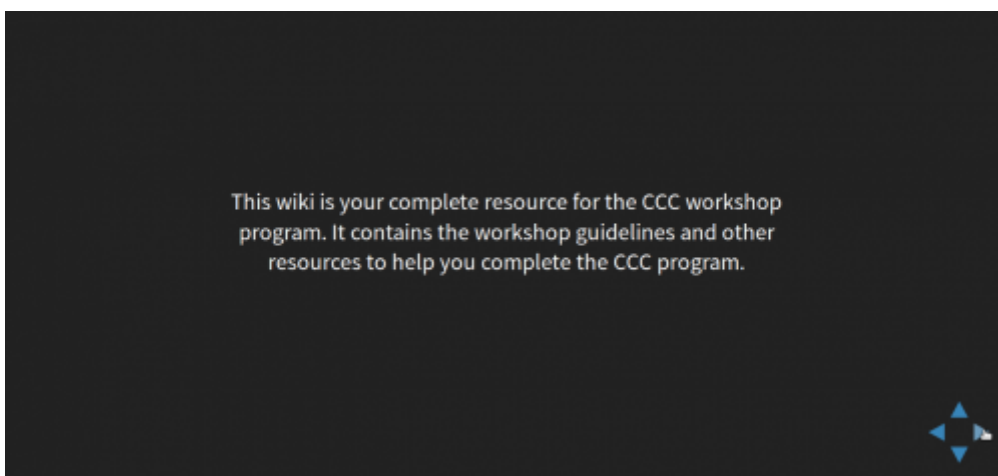 This wiki is your complete resource for the CCC workshop
program. It contains the workshop guidelines and other
resources to help you complete the CCC program.